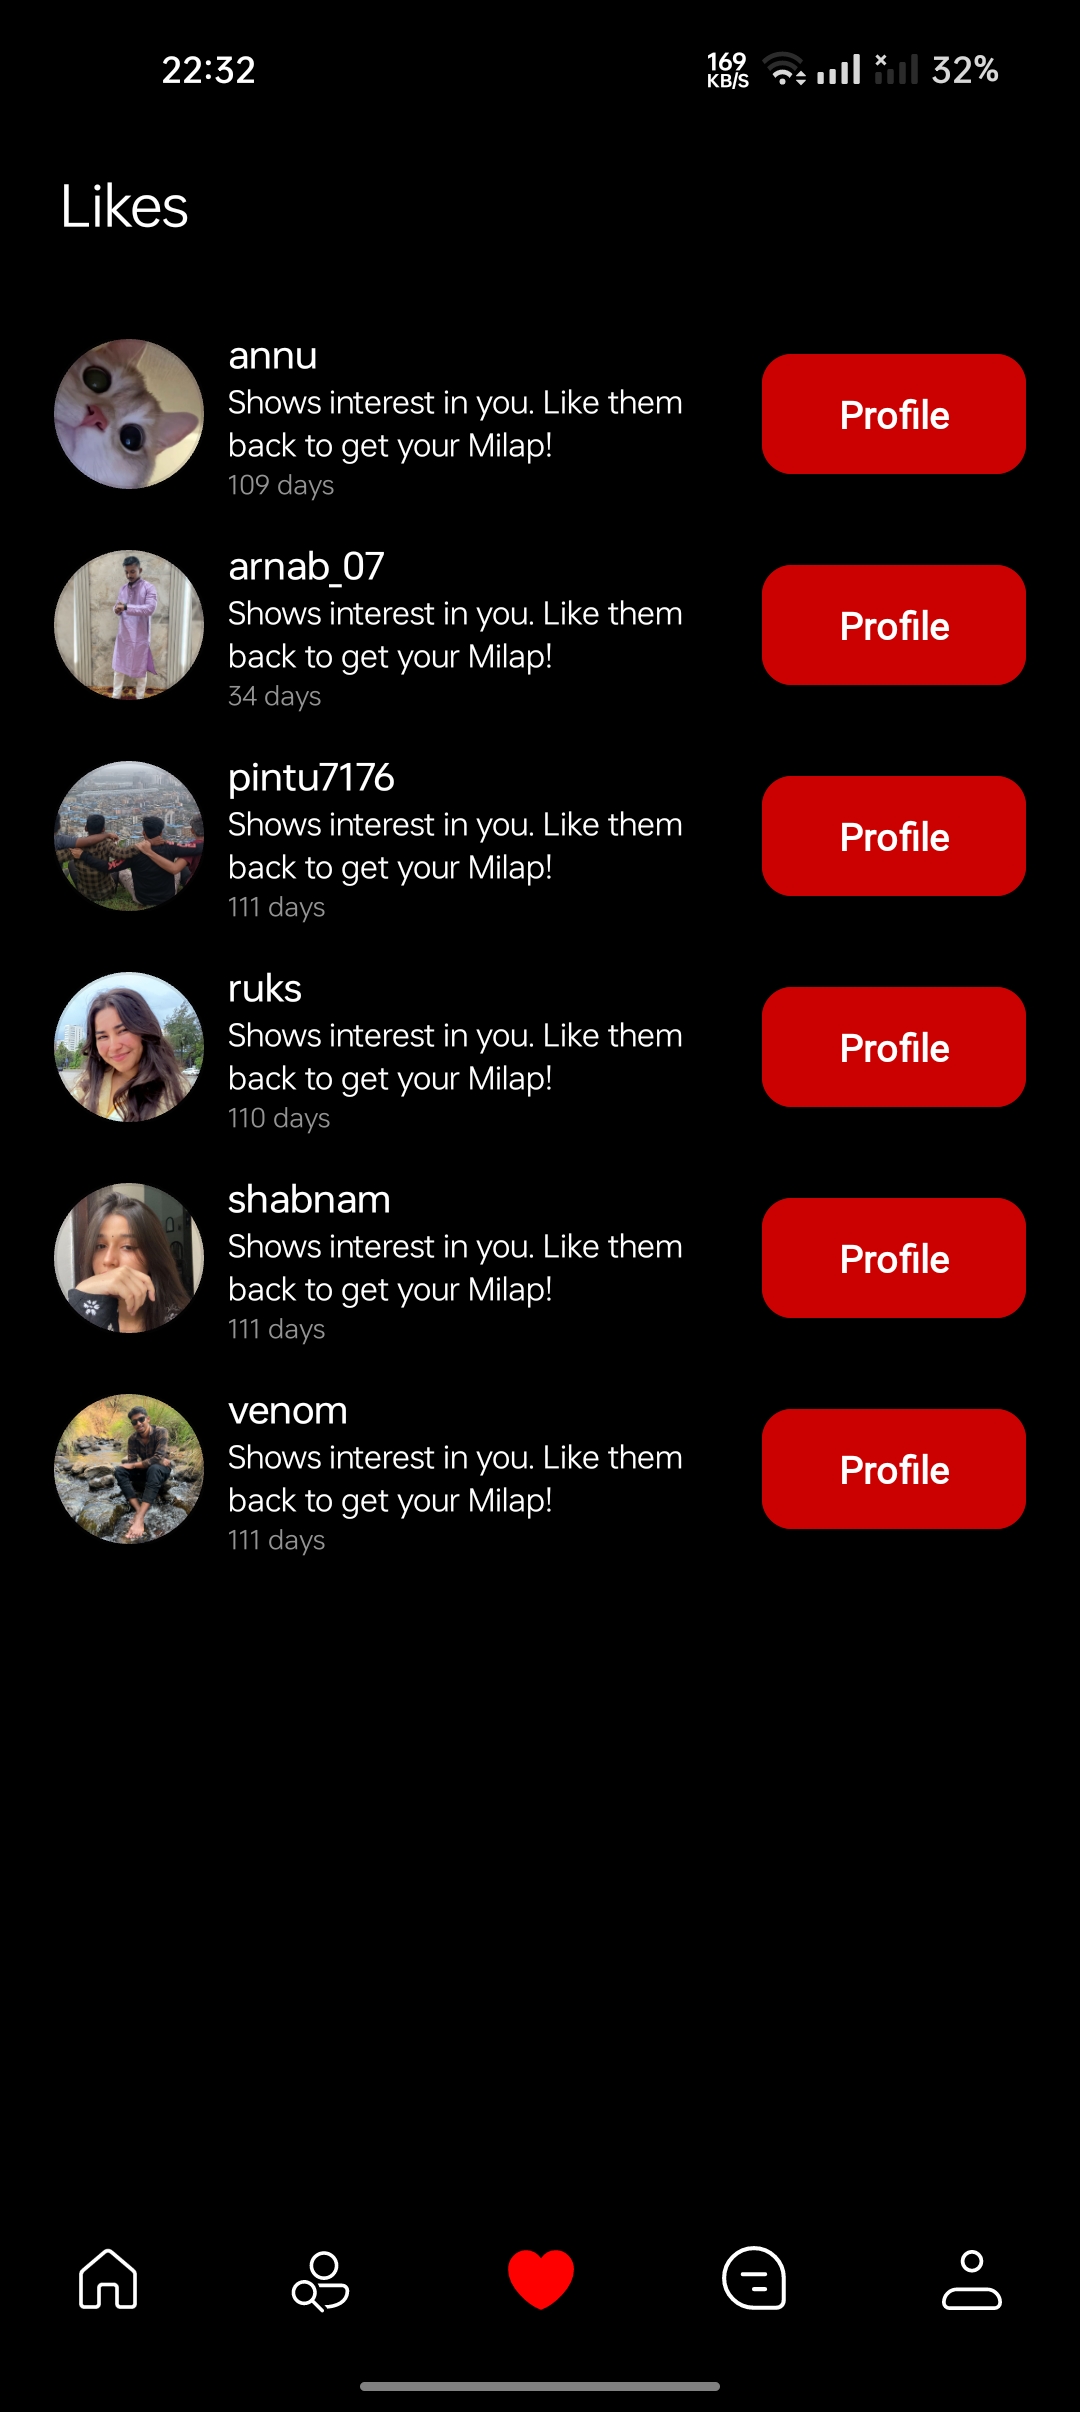 22:32
169
KB/S
32%
Likes
annu
Shows interest in you. Like them
back to get your Milap!
109 days
Profile
arnab_07
Shows interest in you. Like them
back to get your Milap!
34 days
Profile
pintu7176
Shows interest in you. Like them
back to get your Milap!
111 days
Profile
ruks
Shows interest in you. Like them
back to get your Milap!
110 days
Profile
shabnam
Shows interest in you. Like them
back to get your Milap!
111 days
Profile
venom
Shows interest in you. Like them
back to get your Milap!
111 days
Profile